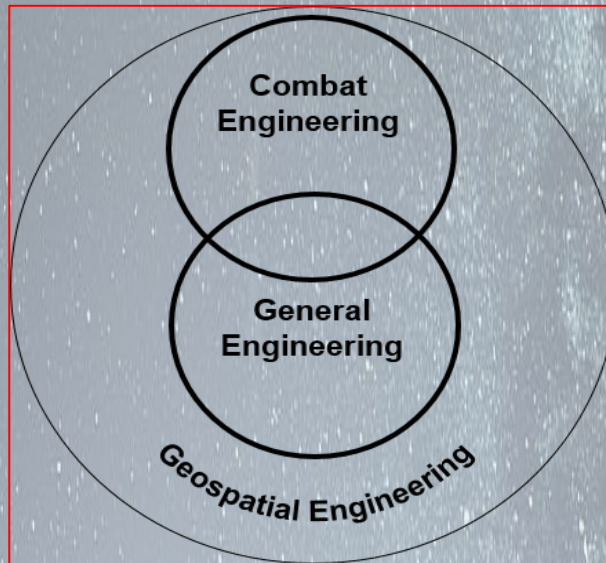 Combat
Engineering
General
Engineering
Geospatial Engineering